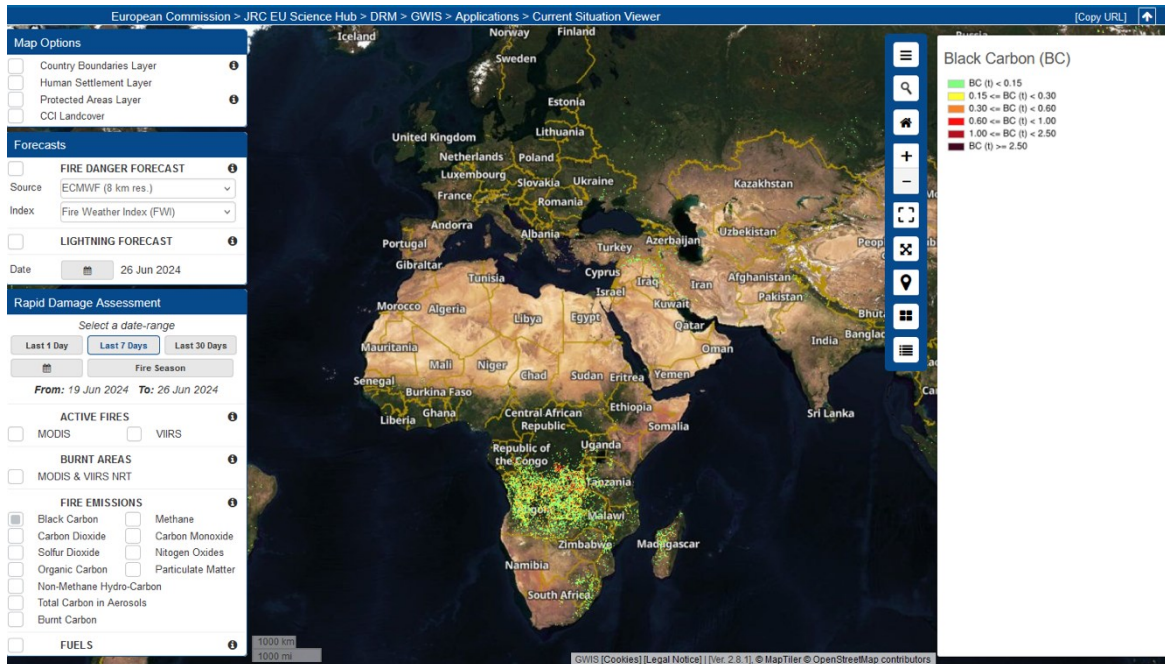 European Commission > JRC EU Science Hub > DRM > GWIS > Applications > Current Situation Viewer
[Copy URL]
Map Options
Country Boundaries Layer
Human Settlement Layer
Protected Areas Layer
CCI Landcover
Forecasts
FIRE DANGER FORECAST
Source ECMWF (8 km res.)
Index Fire Weather Index (FWI)
LIGHTNING FORECAST
Date 26 Jun 2024
Rapid Damage Assessment
Select a date-range
Last 1 Day Last 7 Days Last 30 Days
Fire Season
From: 19 Jun 2024 To: 26 Jun 2024
ACTIVE FIRES
MODIS VIIRS
BURNT AREAS
MODIS & VIIRS NRT
FIRE EMISSIONS
Black Carbon Methane
Carbon Dioxide Carbon Monoxide
Solfur Dioxide Nitogen Oxides
Organic Carbon Particulate Matter
Non-Methane Hydro-Carbon
Total Carbon in Aerosols
Burnt Carbon
FUELS
Iceland Norway Finland
Sweden
Estonia
United Kingdom Lithuania
Netherlands Poland
Luxembourg Slovakia Ukraine Kazakhstan
France Romania
Andorra Albania Uzbekistan
Portugal Turkey Azerbaijan
Gibraltar Tunisia Cyprus Iraq Iran Afghanistan
Israel Pakistan
Morocco Algeria Libya Egypt Kuwait
Qatar India
Mauritania Oman
Mali Niger Chad Sudan Eritrea Yemen
Senegal Burkina Faso
Liberia Ghana Central African Republic Ethiopia Sri Lanka
Somalia
Republic of the Congo Uganda
Tanzania
Angola Malawi
Zimbabwe Madagascar
Namibia
South Africa
1000 km
1000 mi
GWIS [Cookies] [Legal Notice] | [Ver. 2.8.1], © MapTiler © OpenStreetMap contributors
Black Carbon (BC)
BC (t) < 0.15
0.15 <= BC (t) < 0.30
0.30 <= BC (t) < 0.60
0.60 <= BC (t) < 1.00
1.00 <= BC (t) < 2.50
BC (t) >= 2.50